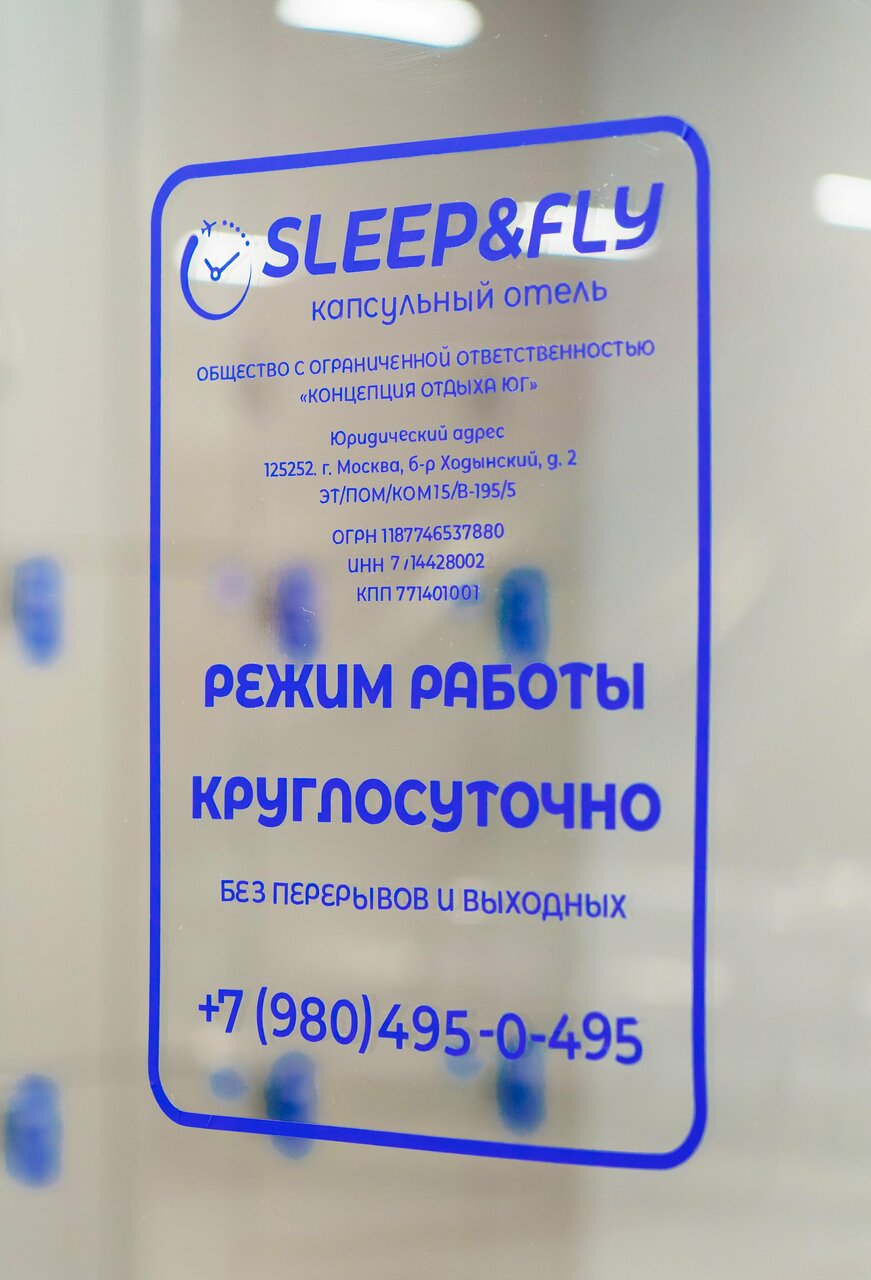 SLEEP&FLY
капсульный отель
ОБЩЕСТВО С ОГРАНИЧЕННОЙ ОТВЕТСТВЕННОСТЬЮ
«КОНЦЕПЦИЯ ОТДЫХА ЮГ»
Юридический адрес
125252. г. Москва, б-р Ходынский, д. 2
ЭТ/ПОМ/КОМ15/В-195/5
ОГРН 1187746537880
ИНН 7714428002
КПП 771401001
РЕЖИМ РАБОТЫ
КРУГЛОСУТОЧНО
БЕЗ ПЕРЕРЫВОВ И ВЫХОДНЫХ
+7 (980)495-0-495